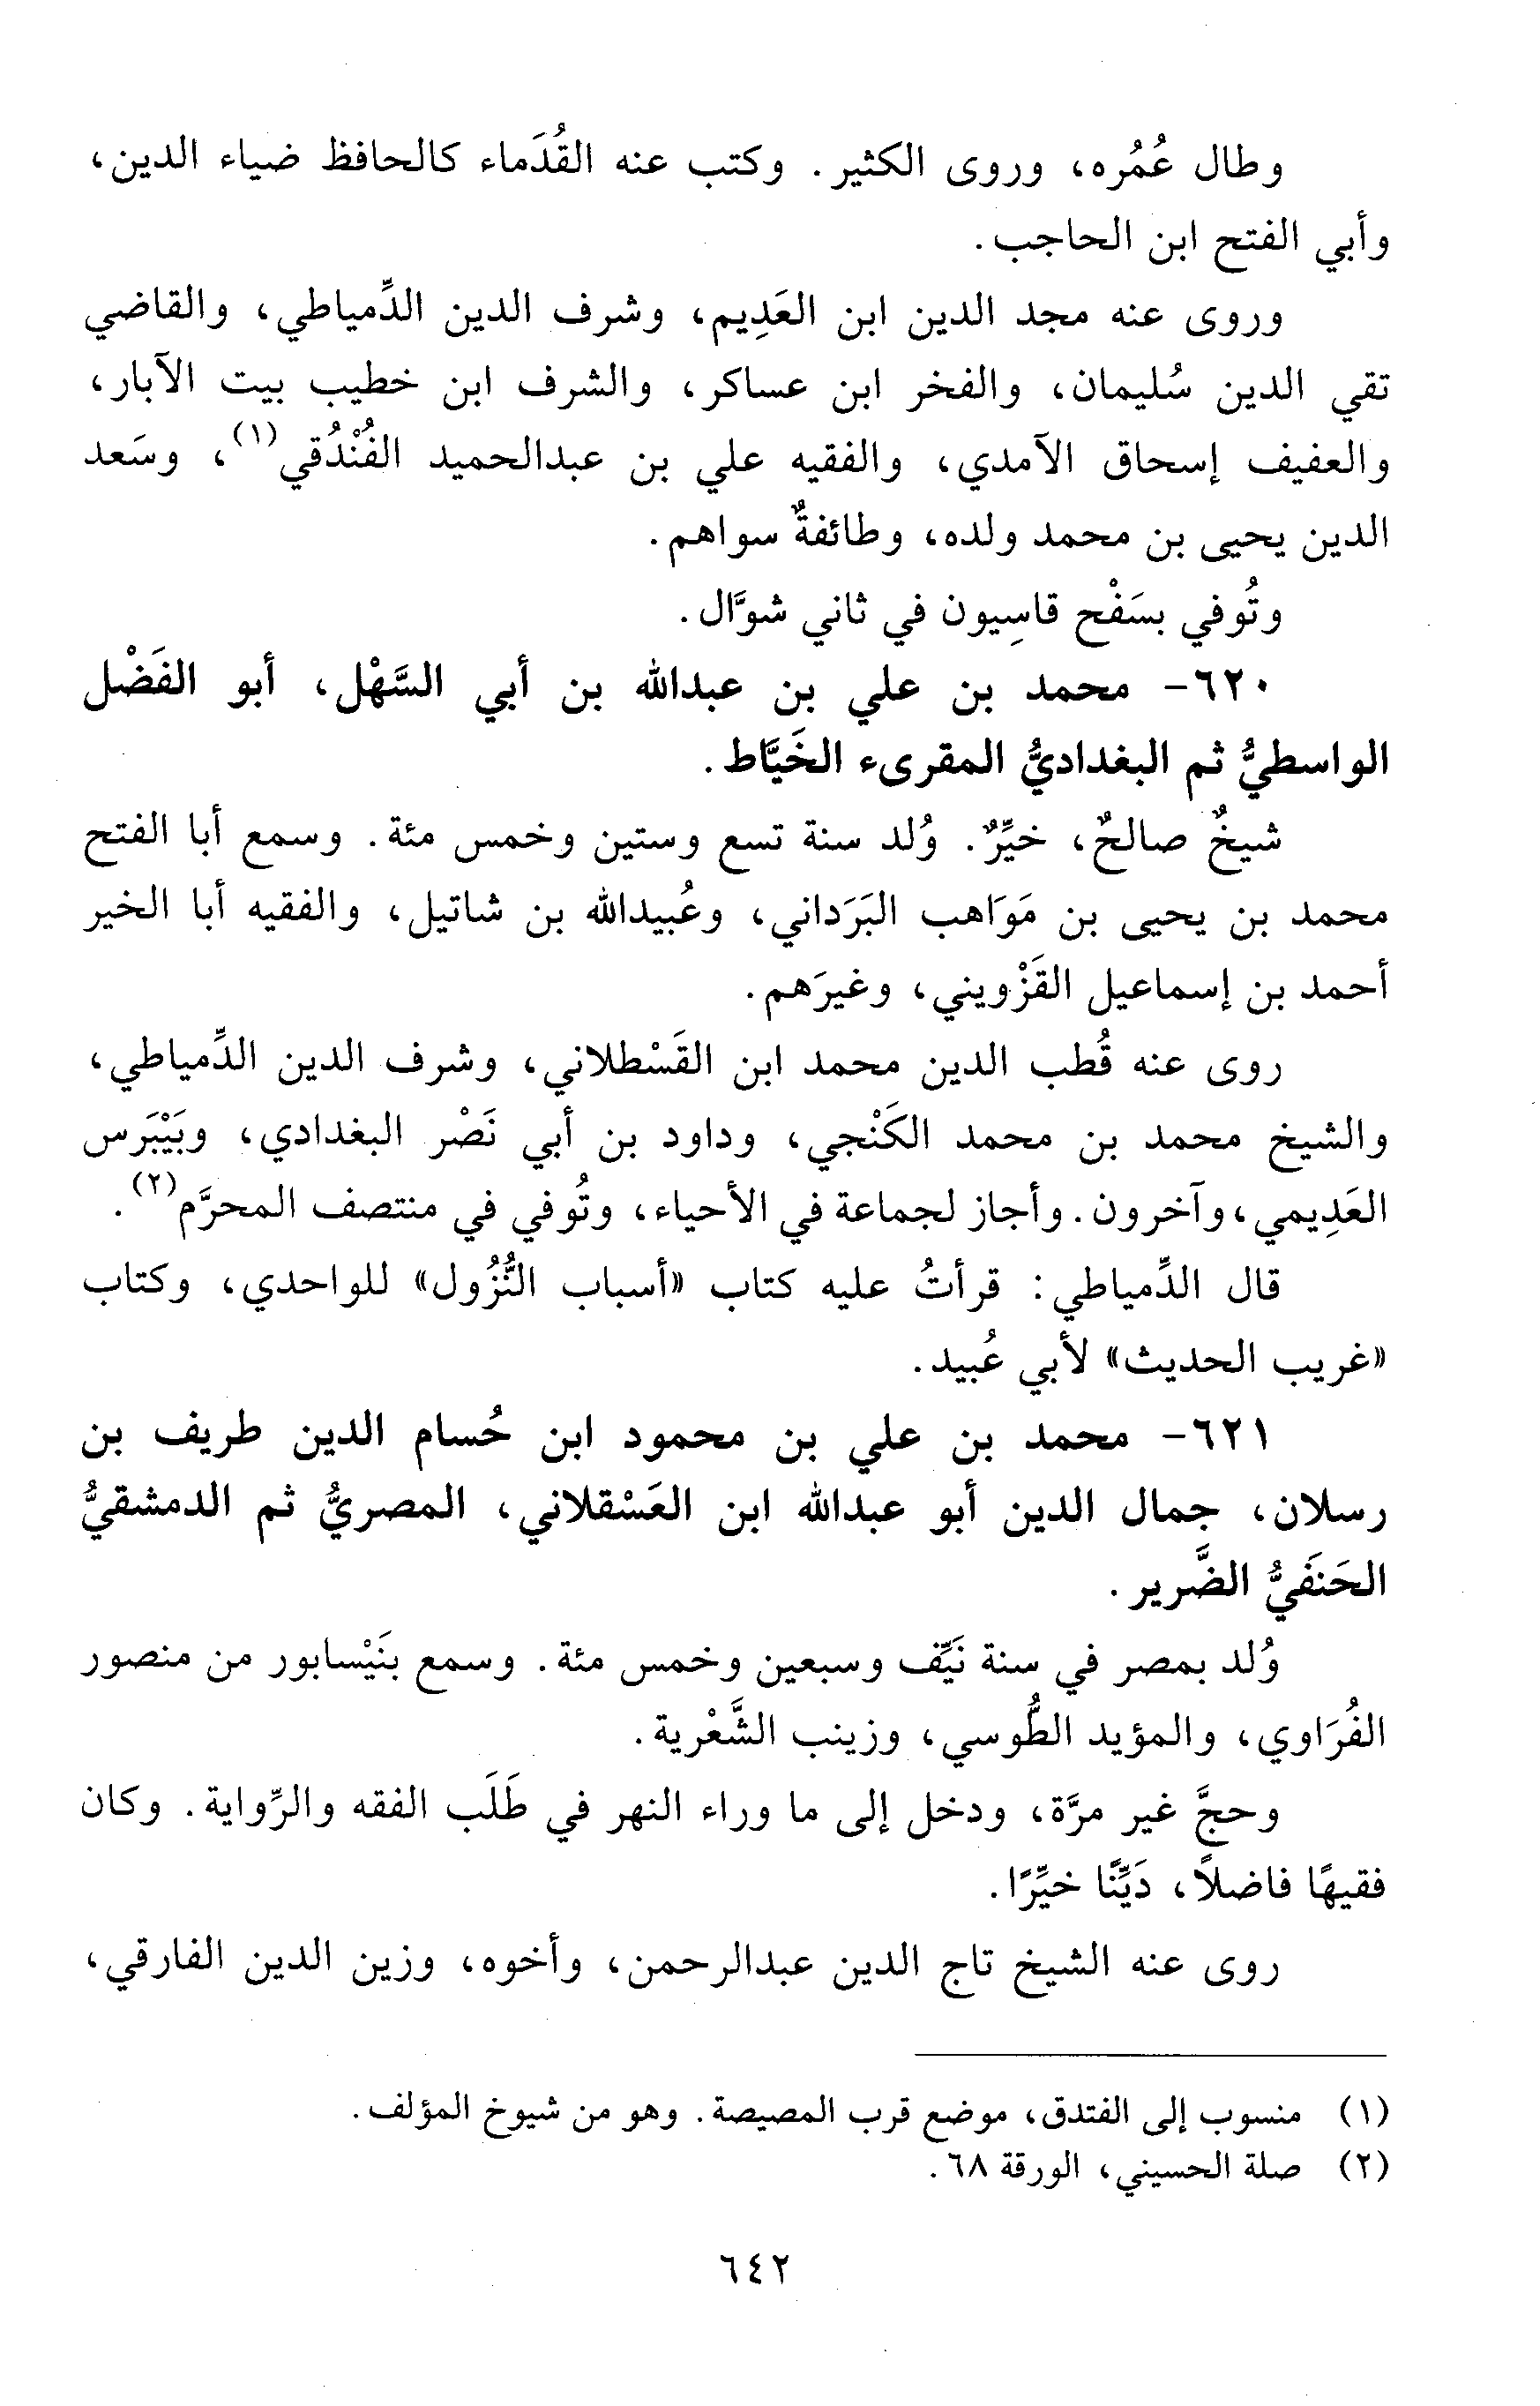 وطال عُمُره، وروى الكثير. وكتب عنه القُدَماء كالحافظ ضياء الدين،
وأبي الفتح ابن الحاجب.
وروى عنه مجد الدين ابن العَدِيم، وشرف الدين الدِّمياطي، والقاضي
تقي الدين سُليمان، والفخر ابن عساكر، والشرف ابن خطيب بيت الآبار،
والعفيف إسحاق الآمدي، والفقيه علي بن عبدالحميد الفُنْدُقي(١)، وسَعد
الدين يحيى بن محمد ولده، وطائفةٌ سواهم.
وتُوفي بسَفْح قاسِيون في ثاني شوَّال.
٦٢٠- محمد بن علي بن عبدالله بن أبي السَّهْل، أبو الفَضْل
الواسطيُّ ثم البغداديُّ المقرىء الخَيَّاط.
شيخٌ صالحٌ، خيِّرٌ. وُلد سنة تسع وستين وخمس مئة. وسمع أبا الفتح
محمد بن يحيى بن مَوَاهب البَرَداني، وعُبيدالله بن شاتيل، والفقيه أبا الخير
أحمد بن إسماعيل القَزْويني، وغيرَهم.
روى عنه قُطب الدين محمد ابن القَسْطلاني، وشرف الدين الدِّمياطي،
والشيخ محمد بن محمد الكَنْجي، وداود بن أبي نَصْر البغدادي، وبَيْبَرس
العَدِيمي، وآخرون. وأجاز لجماعة في الأحياء، وتُوفي في منتصف المحرَّم(٢).
قال الدِّمياطي: قرأتُ عليه كتاب «أسباب النُّزُول» للواحدي، وكتاب
«غريب الحديث» لأبي عُبيد.
٦٢١- محمد بن علي بن محمود ابن حُسام الدين طريف بن
رسلان، جمال الدين أبو عبدالله ابن العَسْقلاني، المصريُّ ثم الدمشقيُّ
الحَنَفيُّ الضَّرير.
وُلد بمصر في سنة نَيِّف وسبعين وخمس مئة. وسمع بنَيْسابور من منصور
الفُرَاوي، والمؤيد الطُّوسي، وزينب الشَّعْرية.
وحجَّ غير مرَّة، ودخل إلى ما وراء النهر في طَلَب الفقه والرِّواية. وكان
فقيهًا فاضلاً، دَيِّنًا خيِّرًا.
روى عنه الشيخ تاج الدين عبدالرحمن، وأخوه، وزين الدين الفارقي،
(١) منسوب إلى الفتدق، موضع قرب المصيصة. وهو من شيوخ المؤلف.
(٢) صلة الحسيني، الورقة ٦٨.
٦٤٢